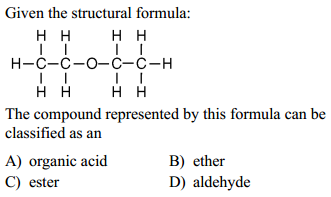 Given the structural formula:
H H H H
H-C-C-O-C-C-H
H H H H
The compound represented by this formula can be
classified as an
A) organic acid B) ether
C) ester D) aldehyde